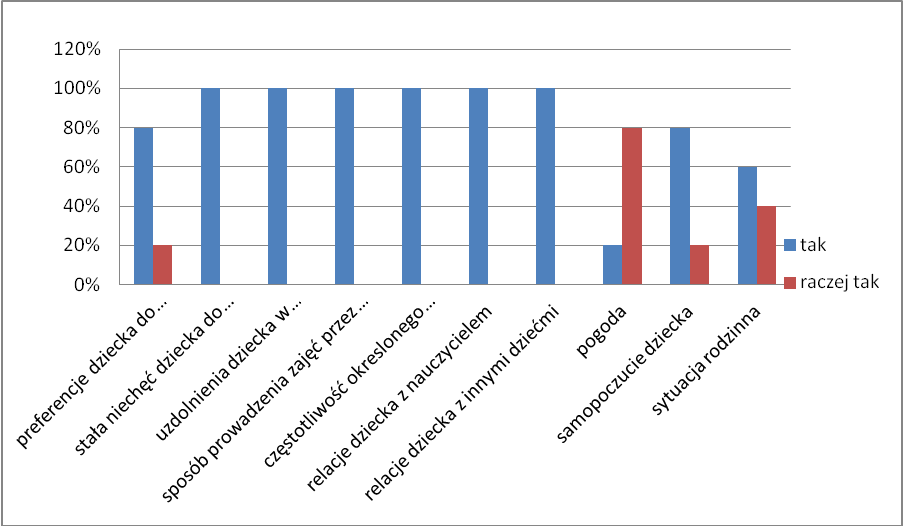 120%
100%
80%
60%
40%
20%
0%
preferencje dziecka do...
stała niechęć dziecka do...
uzdolnienia dziecka w...
sposób prowadzenia zajęć przez...
częstotliwość okreslonego...
relacje dziecka z nauczycielem
relacje dziecka z innymi dziećmi
pogoda
samopoczucie dziecka
sytuacja rodzinna
tak
raczej tak